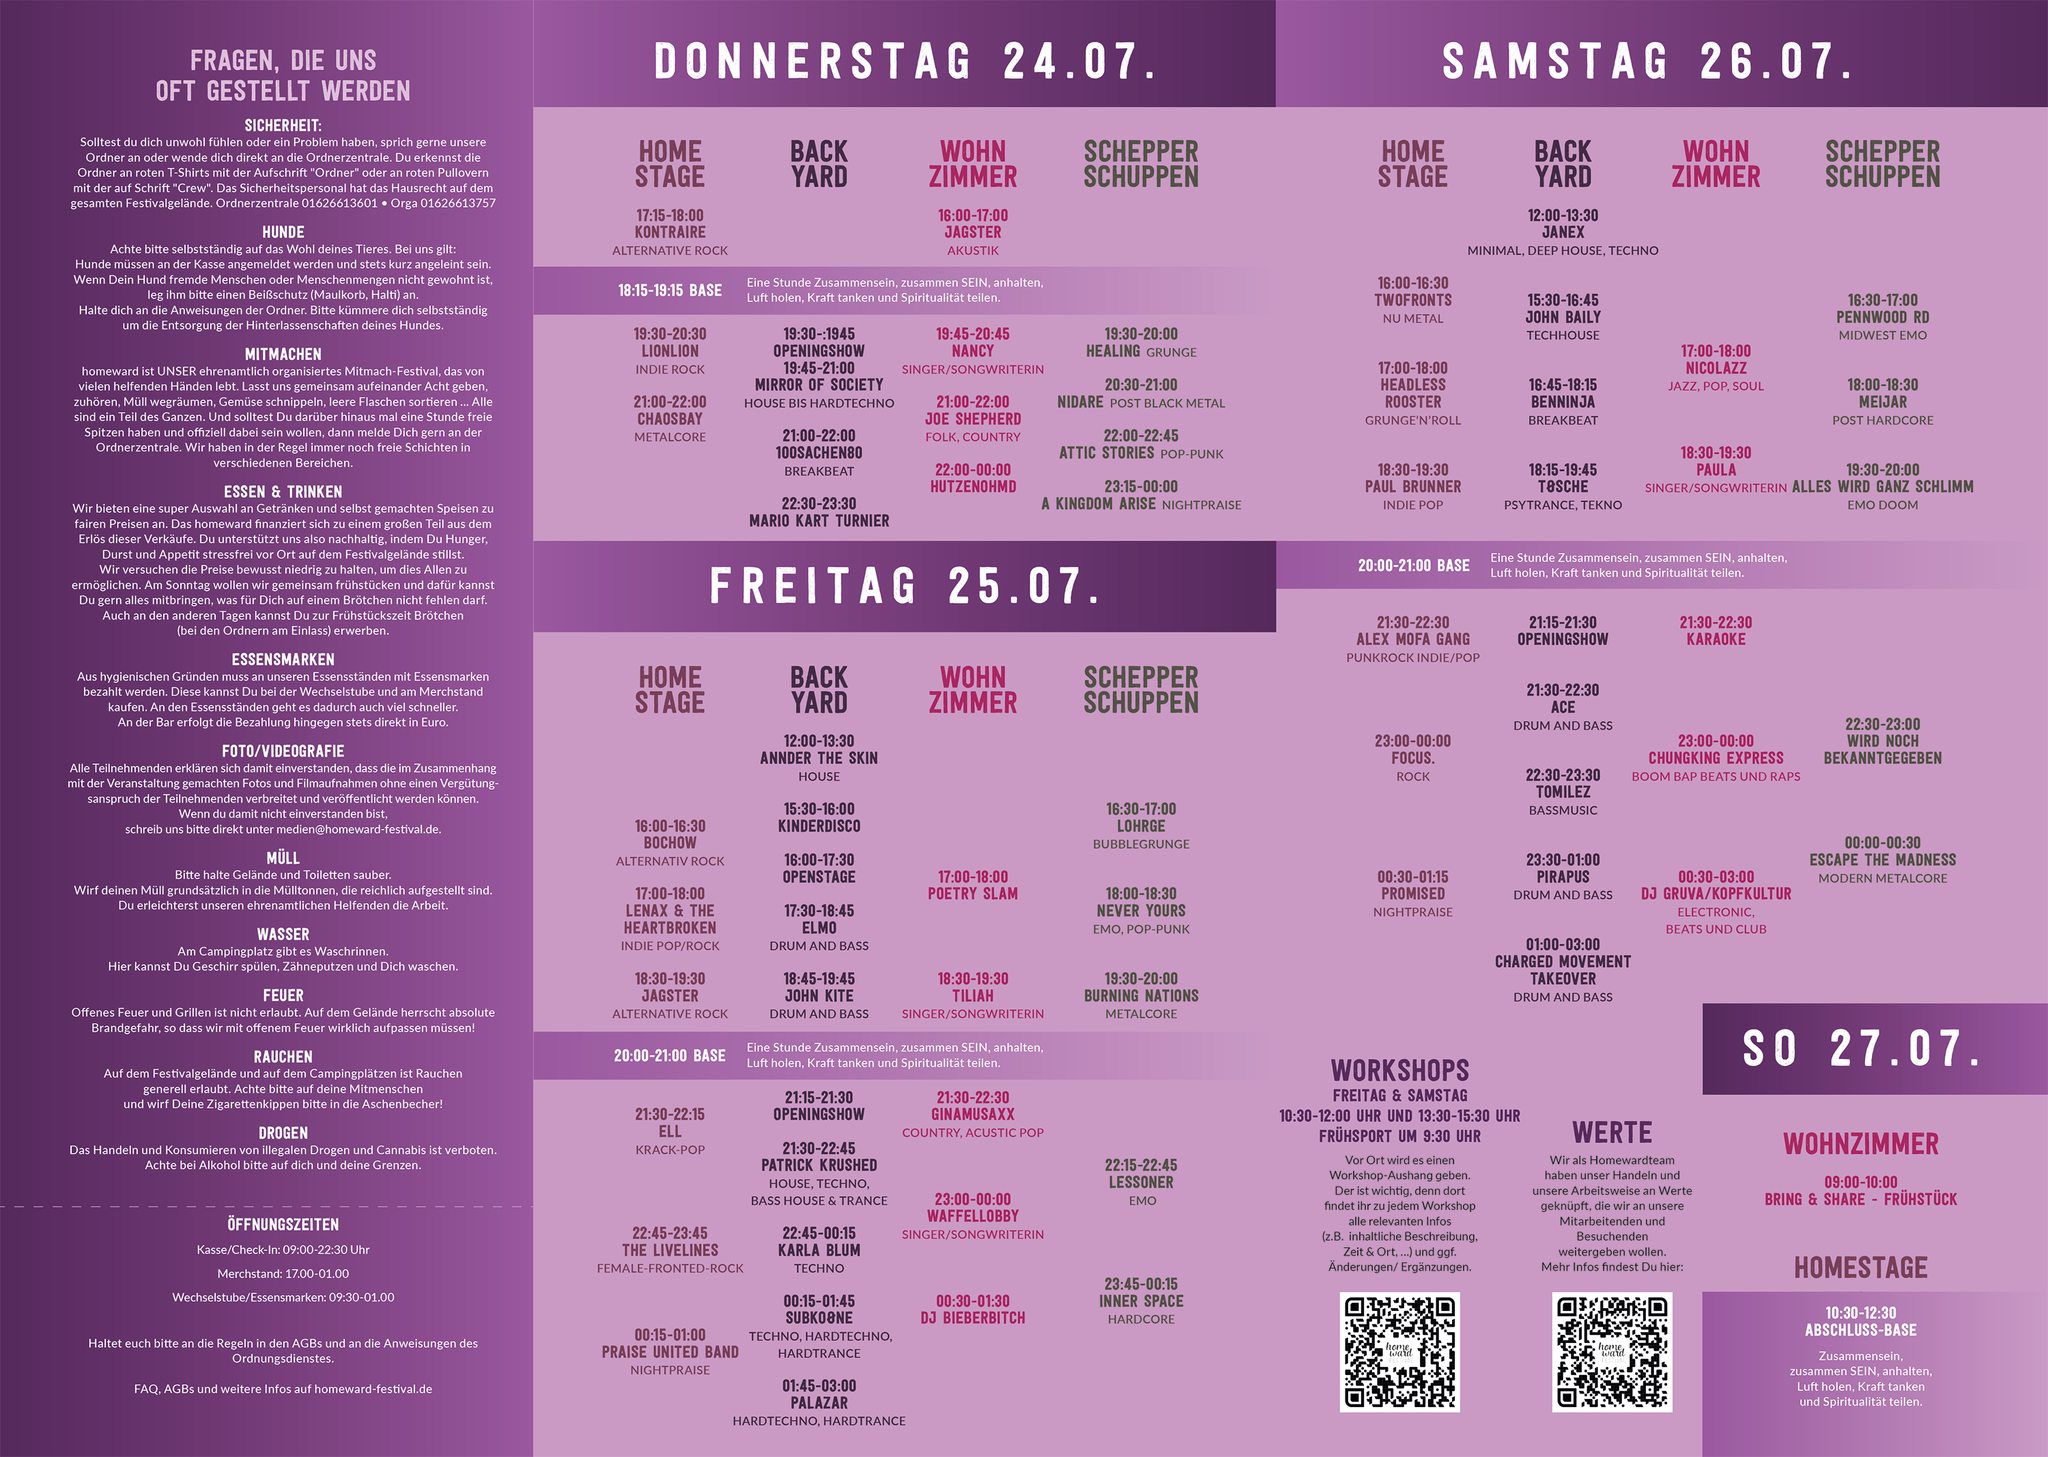 FRAGEN, DIE UNS
OFT GESTELLT WERDEN
SICHERHEIT:
Solltest du dich unwohl fühlen oder ein Problem haben, sprich gerne unsere
Ordner an oder wende dich direkt an die Ordnerzentrale. Du erkennst die
Ordner an roten T-Shirts mit der Aufschrift "Ordner" oder an roten Pullovern
mit der auf Schrift "Crew". Das Sicherheitspersonal hat das Hausrecht auf dem
gesamten Festivalgelände. Ordnerzentrale 01626613601 • Orga 01626613757
HUNDE
Achte bitte selbstständig auf das Wohl deines Tieres. Bei uns gilt:
Hunde müssen an der Kasse angemeldet werden und stets kurz angeleint sein.
Wenn Dein Hund fremde Menschen oder Menschenmengen nicht gewohnt ist,
leg ihm bitte einen Beißschutz (Maulkorb, Halti) an.
Halte dich an die Anweisungen der Ordner. Bitte kümmere dich selbstständig
um die Entsorgung der Hinterlassenschaften deines Hundes.
MITMACHEN
homeward ist UNSER ehrenamtlich organisiertes Mitmach-Festival, das von
vielen helfenden Händen lebt. Lasst uns gemeinsam aufeinander Acht geben,
zuhören, Müll wegräumen, Gemüse schnippeln, leere Flaschen sortieren ... Alle
sind ein Teil des Ganzen. Und solltest Du darüber hinaus mal eine Stunde freie
Spitzen haben und offiziell dabei sein wollen, dann melde Dich gern an der
Ordnerzentrale. Wir haben in der Regel immer noch freie Schichten in
verschiedenen Bereichen.
ESSEN & TRINKEN
Wir bieten eine super Auswahl an Getränken und selbst gemachten Speisen zu
fairen Preisen an. Das homeward finanziert sich zu einem großen Teil aus dem
Erlös dieser Verkäufe. Du unterstützt uns also nachhaltig, indem Du Hunger,
Durst und Appetit stressfrei vor Ort auf dem Festivalgelände stillst.
Wir versuchen die Preise bewusst niedrig zu halten, um dies Allen zu
ermöglichen. Am Sonntag wollen wir gemeinsam frühstücken und dafür kannst
Du gern alles mitbringen, was für Dich auf einem Brötchen nicht fehlen darf.
Auch an den anderen Tagen kannst Du zur Frühstückszeit Brötchen
(bei den Ordnern am Einlass) erwerben.
ESSENSMARKEN
Aus hygienischen Gründen muss an unseren Essensständen mit Essensmarken
bezahlt werden. Diese kannst Du bei der Wechselstube und am Merchstand
kaufen. An den Essensständen geht es dadurch auch viel schneller.
An der Bar erfolgt die Bezahlung hingegen stets direkt in Euro.
FOTO/VIDEOGRAFIE
Alle Teilnehmenden erklären sich damit einverstanden, dass die im Zusammenhang
mit der Veranstaltung gemachten Fotos und Filmaufnahmen ohne einen Vergütung-
sanspruch der Teilnehmenden verbreitet und veröffentlicht werden können.
Wenn du damit nicht einverstanden bist,
schreib uns bitte direkt unter medien@homeward-festival.de.
MÜLL
Bitte halte Gelände und Toiletten sauber.
Wirf deinen Müll grundsätzlich in die Mülltonnen, die reichlich aufgestellt sind.
Du erleichterst unseren ehrenamtlichen Helfenden die Arbeit.
WASSER
Am Campingplatz gibt es Waschrinnen.
Hier kannst Du Geschirr spülen, Zähneputzen und Dich waschen.
FEUER
Offenes Feuer und Grillen ist nicht erlaubt. Auf dem Gelände herrscht absolute
Brandgefahr, so dass wir mit offenem Feuer wirklich aufpassen müssen!
RAUCHEN
Auf dem Festivalgelände und auf dem Campingplätzen ist Rauchen
generell erlaubt. Achte bitte auf deine Mitmenschen
und wirf Deine Zigarettenkippen bitte in die Aschenbecher!
DROGEN
Das Handeln und Konsumieren von illegalen Drogen und Cannabis ist verboten.
Achte bei Alkohol bitte auf dich und deine Grenzen.
ÖFFNUNGSZEITEN
Kasse/Check-In: 09:00-22:30 Uhr
Merchstand: 17.00-01.00
Wechselstube/Essensmarken: 09:30-01.00
Haltet euch bitte an die Regeln in den AGBs und an die Anweisungen des
Ordnungsdienstes.
FAQ, AGBs und weitere Infos auf homeward-festival.de
DONNERSTAG 24.07.
HOME
STAGE
17:15-18:00
KONTRAIRE
ALTERNATIVE ROCK
BACK
YARD
WOHN
ZIMMER
16:00-17:00
JAGSTER
AKUSTIK
SCHEPPER
SCHUPPEN
18:15-19:15 BASE
Eine Stunde Zusammensein, zusammen SEIN, anhalten,
Luft holen, Kraft tanken und Spiritualität teilen.
19:30-20:30
LIONLION
INDIE ROCK
21:00-22:00
CHAOSBAY
METALCORE
19:30-:1945
OPENINGSHOW
19:45-21:00
MIRROR OF SOCIETY
HOUSE BIS HARDTECHNO
21:00-22:00
100SACHEN80
BREAKBEAT
22:30-23:30
MARIO KART TURNIER
19:45-20:45
NANCY
SINGER/SONGWRITERIN
21:00-22:00
JOE SHEPHERD
FOLK, COUNTRY
22:00-00:00
HUTZENOHMD
19:30-20:00
HEALING GRUNGE
20:30-21:00
NIDARE POST BLACK METAL
22:00-22:45
ATTIC STORIES POP-PUNK
23:15-00:00
A KINGDOM ARISE NIGHTPRAISE
FREITAG 25.07.
HOME
STAGE
16:00-16:30
BOCHOW
ALTERNATIV ROCK
17:00-18:00
LENAX & THE
HEARTBROKEN
INDIE POP/ROCK
18:30-19:30
JAGSTER
ALTERNATIVE ROCK
BACK
YARD
12:00-13:30
ANNDER THE SKIN
HOUSE
15:30-16:00
KINDERDISCO
16:00-17:30
OPENSTAGE
17:30-18:45
ELMO
DRUM AND BASS
18:45-19:45
JOHN KITE
DRUM AND BASS
WOHN
ZIMMER
17:00-18:00
POETRY SLAM
18:30-19:30
TILIAH
SINGER/SONGWRITERIN
SCHEPPER
SCHUPPEN
16:30-17:00
LOHRGE
BUBBLEGRUNGE
18:00-18:30
NEVER YOURS
EMO, POP-PUNK
19:30-20:00
BURNING NATIONS
METALCORE
20:00-21:00 BASE
Eine Stunde Zusammensein, zusammen SEIN, anhalten,
Luft holen, Kraft tanken und Spiritualität teilen.
21:30-22:15
ELL
KRACK-POP
22:45-23:45
THE LIVELINES
FEMALE-FRONTED-ROCK
00:15-01:00
PRAISE UNITED BAND
NIGHTPRAISE
21:15-21:30
OPENINGSHOW
21:30-22:45
PATRICK KRUSHED
HOUSE, TECHNO,
BASS HOUSE & TRANCE
22:45-00:15
KARLA BLUM
TECHNO
00:15-01:45
SUBKO&NE
TECHNO, HARDTECHNO,
HARDTRANCE
01:45-03:00
PALAZAR
HARDTECHNO, HARDTRANCE
21:30-22:30
GINAMUSAXX
COUNTRY, ACUSTIC POP
23:00-00:00
WAFFELLOBBY
SINGER/SONGWRITERIN
00:30-01:30
DJ BIEBERBITCH
22:15-22:45
LESSONER
EMO
23:45-00:15
INNER SPACE
HARDCORE
SAMSTAG 26.07.
HOME
STAGE
16:00-16:30
TWOFRONTS
NU METAL
17:00-18:00
HEADLESS
ROOSTER
GRUNGE'N'ROLL
18:30-19:30
PAUL BRUNNER
INDIE POP
BACK
YARD
12:00-13:30
JANEX
MINIMAL, DEEP HOUSE, TECHNO
15:30-16:45
JOHN BAILY
TECHHOUSE
16:45-18:15
BENNINJA
BREAKBEAT
18:15-19:45
T&SCHE
PSYTRANCE, TEKNO
WOHN
ZIMMER
17:00-18:00
NICOLAZZ
JAZZ, POP, SOUL
18:30-19:30
PAULA
SINGER/SONGWRITERIN
SCHEPPER
SCHUPPEN
16:30-17:00
PENNWOOD RD
MIDWEST EMO
18:00-18:30
MEIJAR
POST HARDCORE
19:30-20:00
ALLES WIRD GANZ SCHLIMM
EMO DOOM
20:00-21:00 BASE
Eine Stunde Zusammensein, zusammen SEIN, anhalten,
Luft holen, Kraft tanken und Spiritualität teilen.
21:30-22:30
ALEX MOFA GANG
PUNKROCK INDIE/POP
23:00-00:00
FOCUS.
ROCK
00:30-01:15
PROMISED
NIGHTPRAISE
21:15-21:30
OPENINGSHOW
21:30-22:30
ACE
DRUM AND BASS
22:30-23:30
TOMILEZ
BASSMUSIC
23:30-01:00
PIRAPUS
DRUM AND BASS
01:00-03:00
CHARGED MOVEMENT
TAKEOVER
DRUM AND BASS
21:30-22:30
KARAOKE
23:00-00:00
CHUNGKING EXPRESS
BOOM BAP BEATS UND RAPS
00:30-03:00
DJ GRUVA/KOPFKULTUR
ELECTRONIC,
BEATS UND CLUB
22:30-23:00
WIRD NOCH
BEKANNTGEGEBEN
00:00-00:30
ESCAPE THE MADNESS
MODERN METALCORE
WORKSHOPS
FREITAG & SAMSTAG
10:30-12:00 UHR UND 13:30-15:30 UHR
FRÜHSPORT UM 9:30 UHR
Vor Ort wird es einen
Workshop-Aushang geben.
Der ist wichtig, denn dort
findet ihr zu jedem Workshop
alle relevanten Infos
(z.B. inhaltliche Beschreibung,
Zeit & Ort, ...) und ggf.
Änderungen/ Ergänzungen.
home
ward
WERTE
Wir als Homewardteam
haben unser Handeln und
unsere Arbeitsweise an Werte
geknüpft, die wir an unsere
Mitarbeitenden und
Besuchenden
weitergeben wollen.
Mehr Infos findest Du hier:
home
ward
SO 27.07.
WOHNZIMMER
09:00-10:00
BRING & SHARE - FRÜHSTÜCK
HOMESTAGE
10:30-12:30
ABSCHLUSS-BASE
Zusammensein,
zusammen SEIN, anhalten,
Luft holen, Kraft tanken
und Spiritualität teilen.